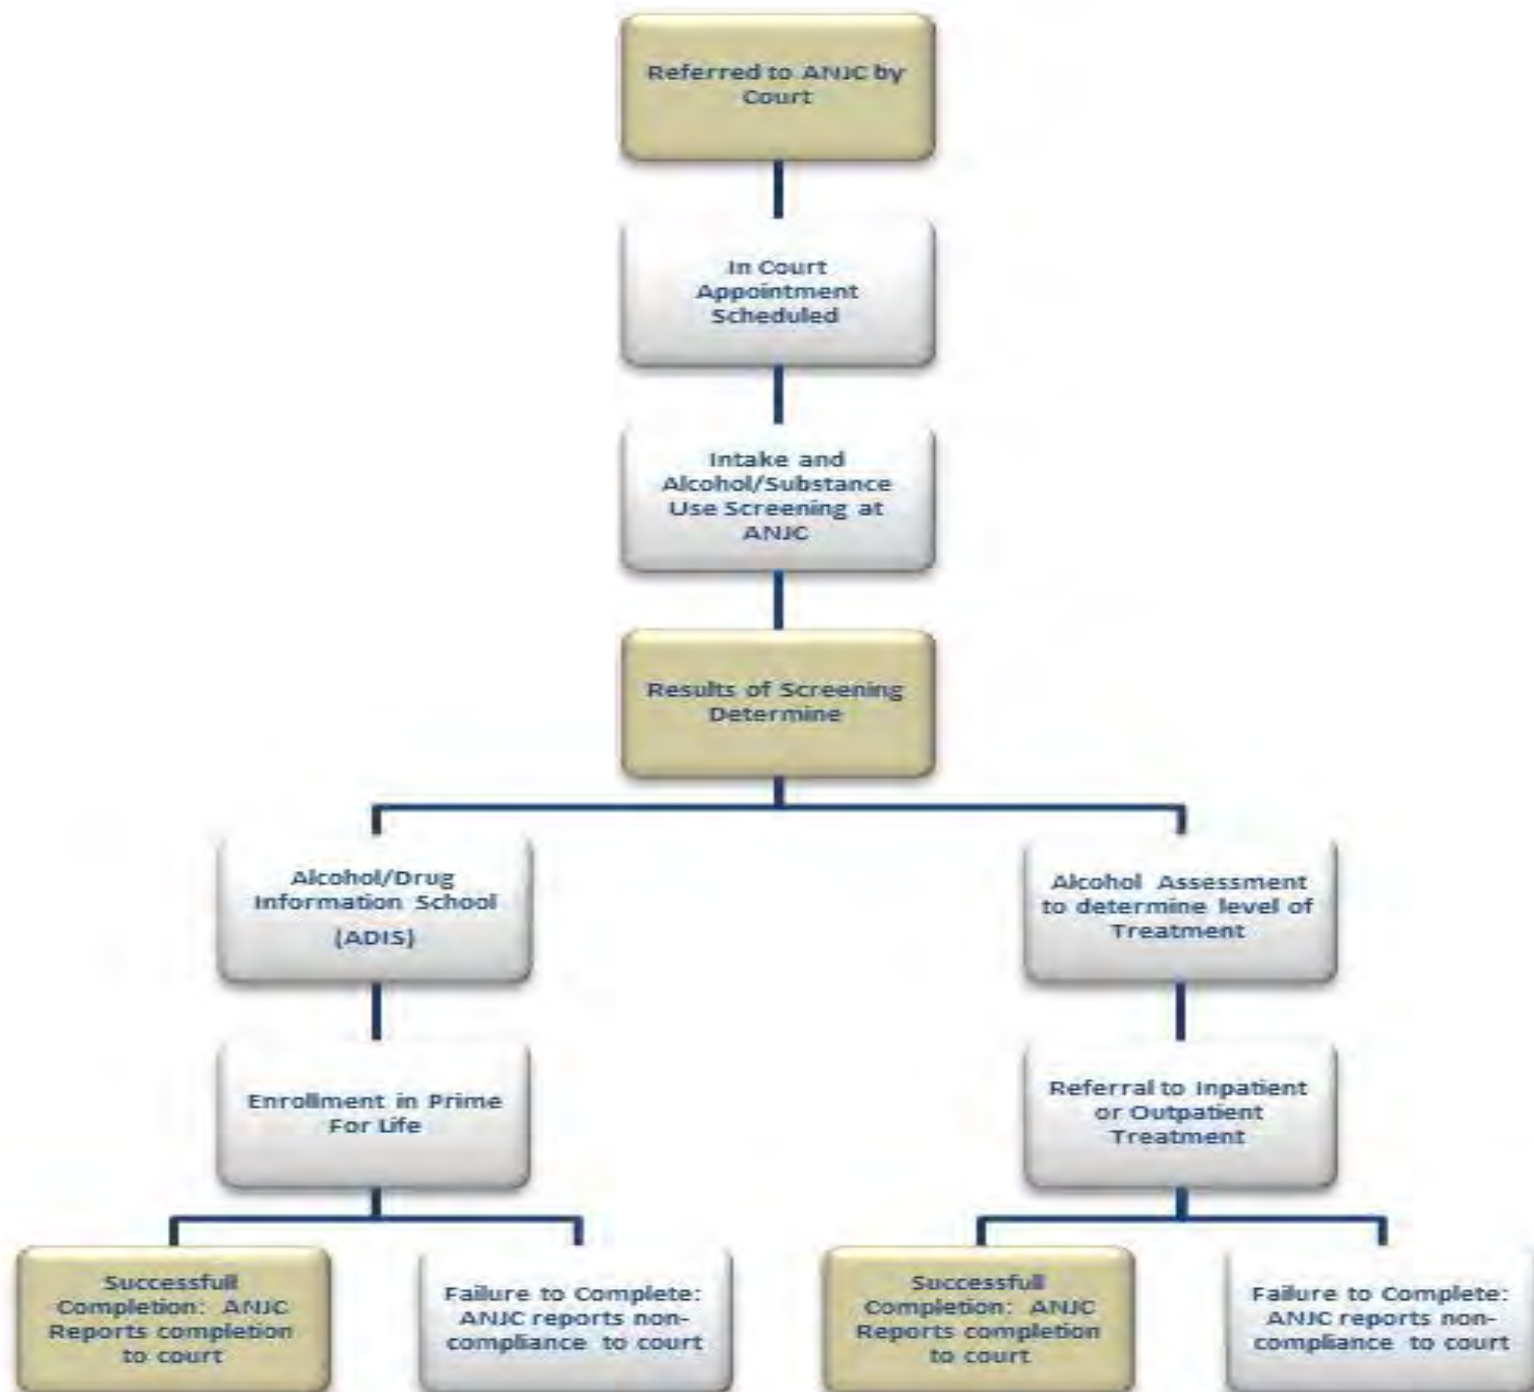 Referred to ANJC by
Court
In Court
Appointment
Scheduled
Intake and
Alcohol/Substance
Use Screening at
ANJC
Results of Screening
Determine
Alcohol/Drug
Information School
(ADIS)
Alcohol Assessment
to determine level of
Treatment
Enrollment in Prime
For Life
Referral to Inpatient
or Outpatient
Treatment
Successfull
Completion: ANJC
Reports completion
to court
Failure to Complete:
ANJC reports non-
compliance to court
Successfull
Completion: ANJC
Reports completion
to court
Failure to Complete:
ANJC reports non-
compliance to court